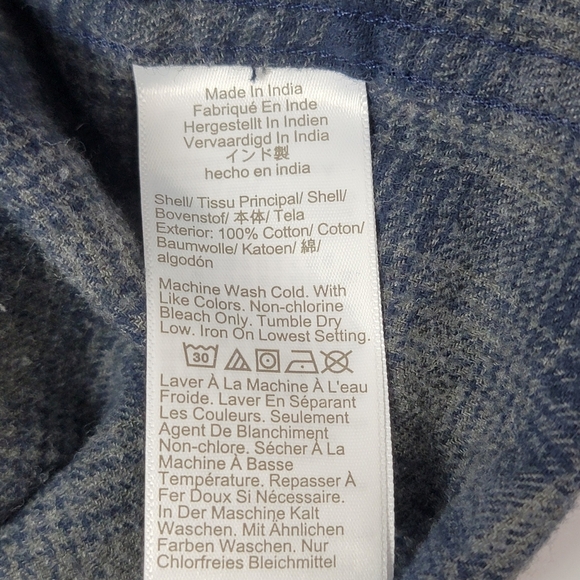 Made In India
Fabriqué En Inde
Hergestellt In Indien
Vervaardigd In India
インド製
hecho en india
Shell/ Tissu Principal/ Shell/
Bovenstof/ 本体/ Tela
Exterior: 100% Cotton/ Coton/
Baumwolle/ Katoen/ 綿/
algodón
Machine Wash Cold. With
Like Colors. Non-chlorine
Bleach Only. Tumble Dry
Low. Iron On Lowest Setting.
30
Laver À La Machine À L'eau
Froide. Laver En Séparant
Les Couleurs. Seulement
Agent De Blanchiment
Non-chlore. Sécher À La
Machine À Basse
Température. Repasser À
Fer Doux Si Nécessaire.
In Der Maschine Kalt
Waschen. Mit Ähnlichen
Farben Waschen. Nur
Chlorfreies Bleichmittel